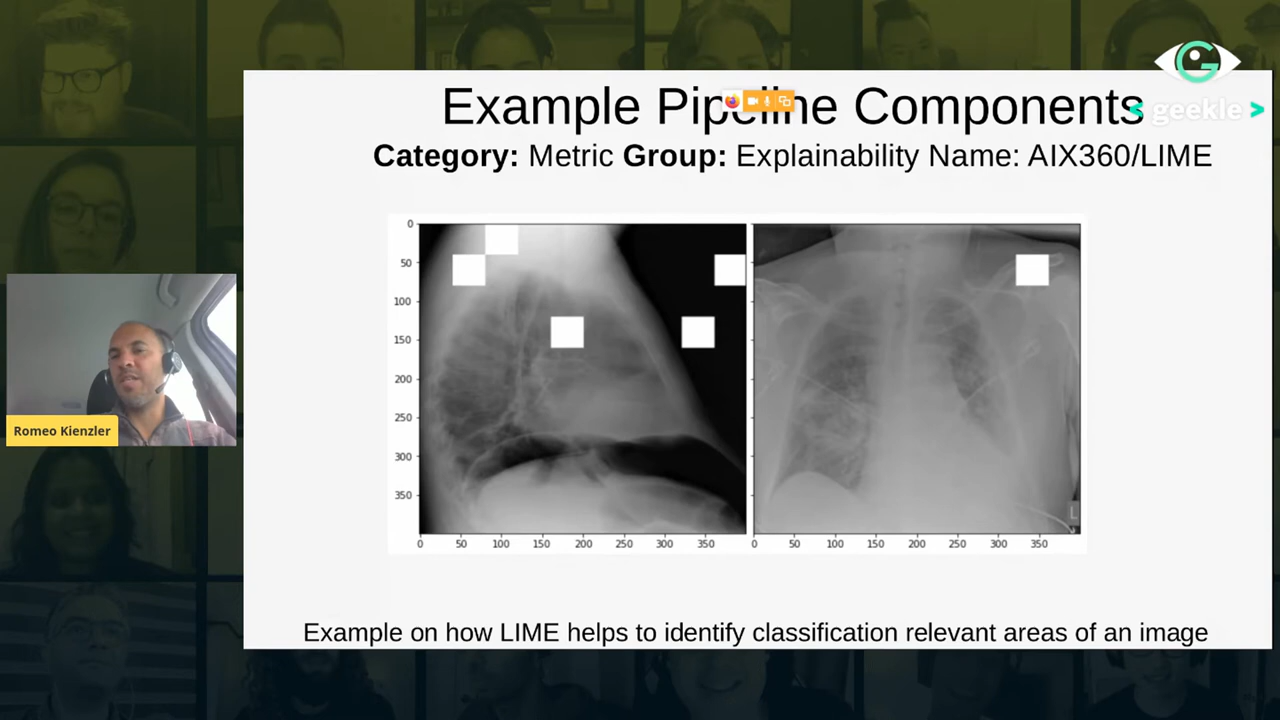 Example Pipeline Components
< geekle >
Category: Metric Group: Explainability Name: AIX360/LIME
0
50
100
150
200
250
300
350
0 50 100 150 200 250 300 350
0 50 100 150 200 250 300 350
L
Romeo Kienzler
Example on how LIME helps to identify classification relevant areas of an image